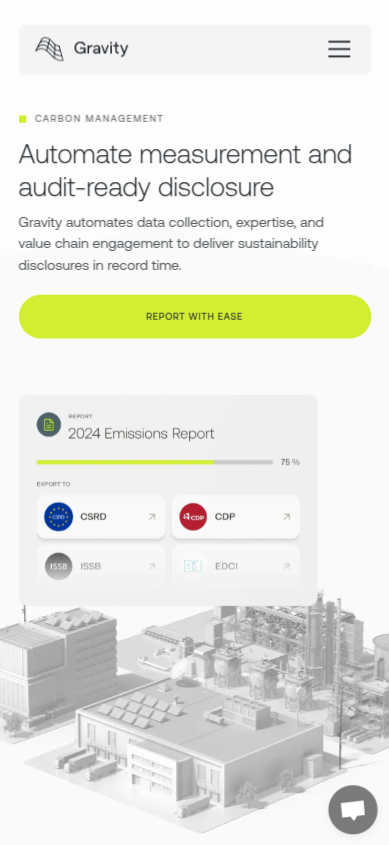 Gravity
CARBON MANAGEMENT
Automate measurement and
audit-ready disclosure
Gravity automates data collection, expertise, and
value chain engagement to deliver sustainability
disclosures in record time.
REPORT WITH EASE
REPORT
2024 Emissions Report
75 %
EXPORT TO
CSRD CSRD
CDP CDP
ISSB ISSB
EDCI